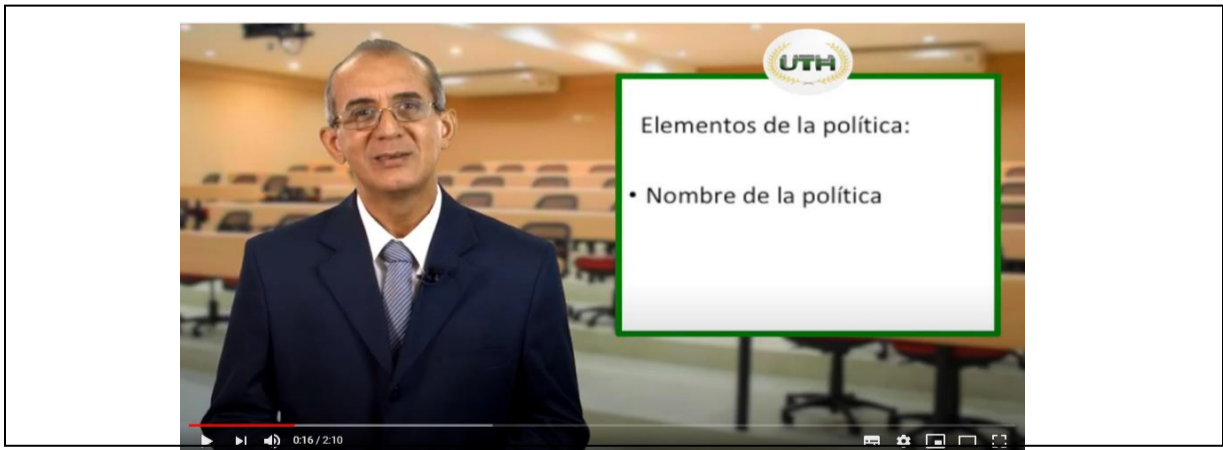 UTH
Elementos de la política:
• Nombre de la política
0:16 / 2:10